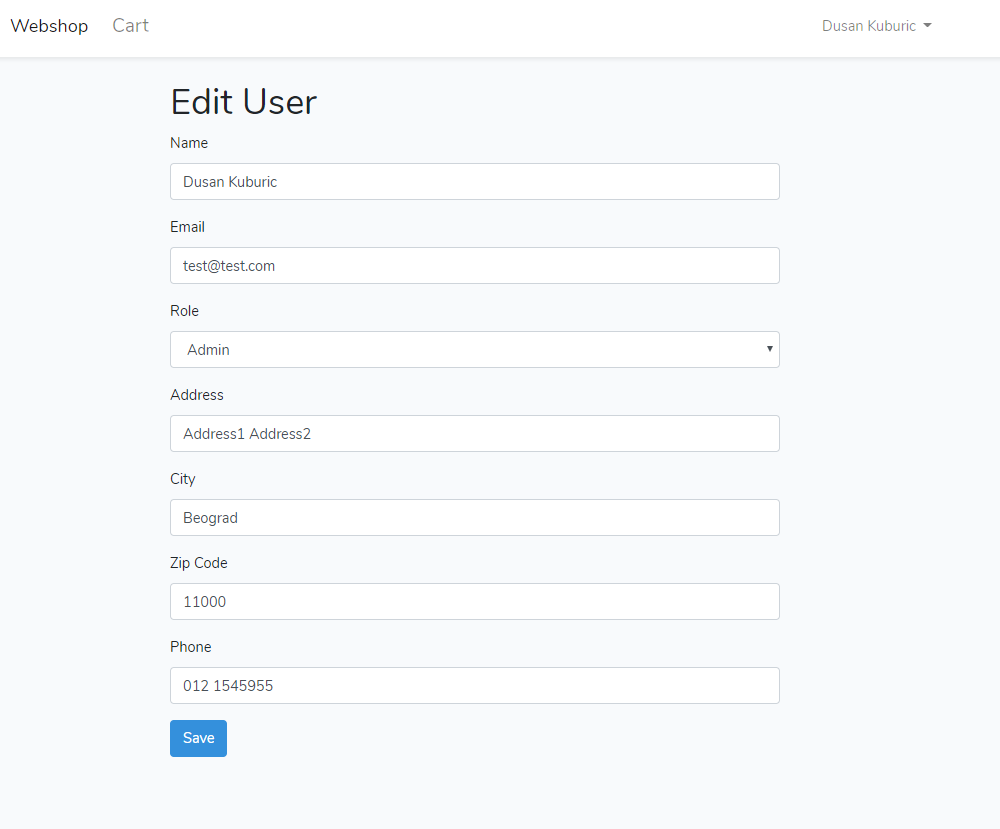 Webshop Cart Dusan Kuburic
Edit User
Name
Dusan Kuburic
Email
test@test.com
Role
Admin
Address
Address1 Address2
City
Beograd
Zip Code
11000
Phone
012 1545955
Save